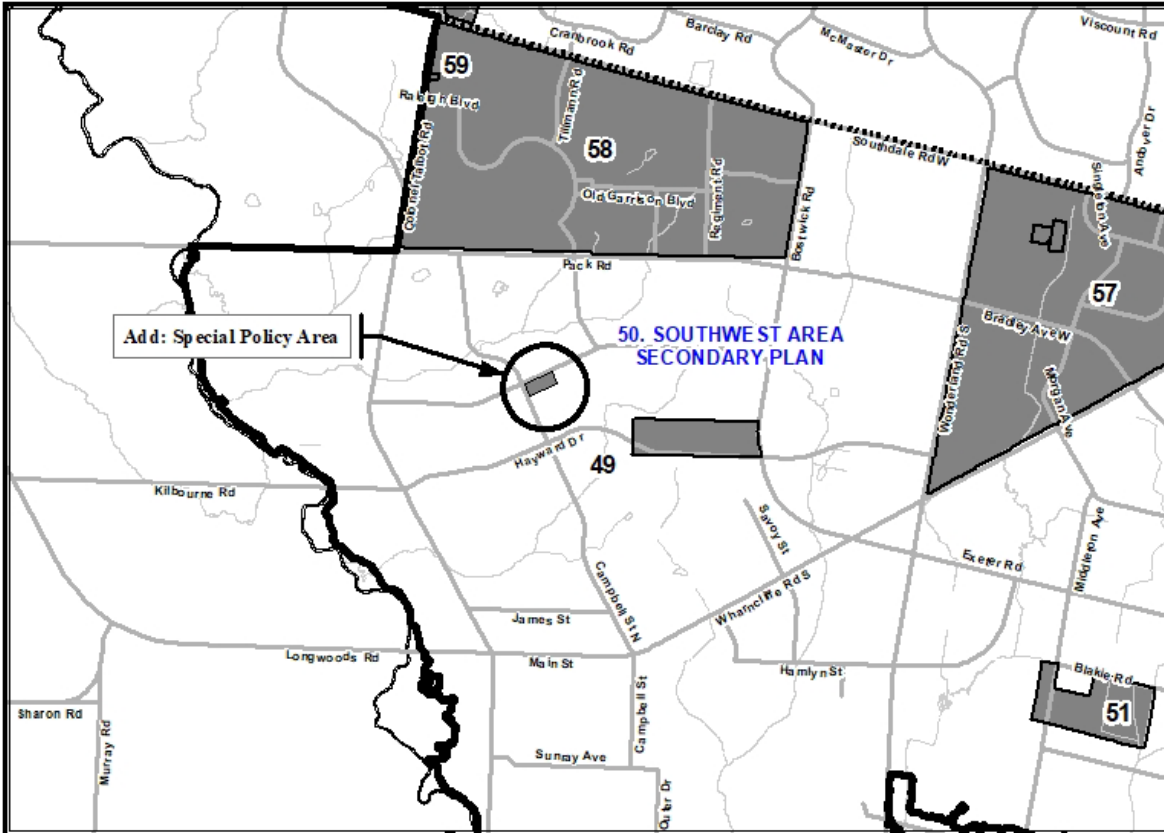 Cranbrook Rd
Barclay Rd
McMaster Dr
Viscount Rd
59
Raleigh Blvd
Tillmann Rd
58
Southdale Rd W
Andover Dr
Colonel Talbot Rd
Old Garrison Blvd
Regiment Rd
Bostwick Rd
Singleton Ave
Pack Rd
57
Bradley Ave W
Add: Special Policy Area
50. SOUTHWEST AREA
SECONDARY PLAN
Wonderland Rd S
Morgan Ave
Hayward Dr
49
Kilbourne Rd
Savoy St
Exeter Rd
Middleton Ave
Campbell St N
Wharncliffe Rd S
James St
Longwoods Rd
Main St
Hamlyn St
Blakie Rd
51
Sharon Rd
Murray Rd
Campbell St
Sunray Ave
Outer Dr